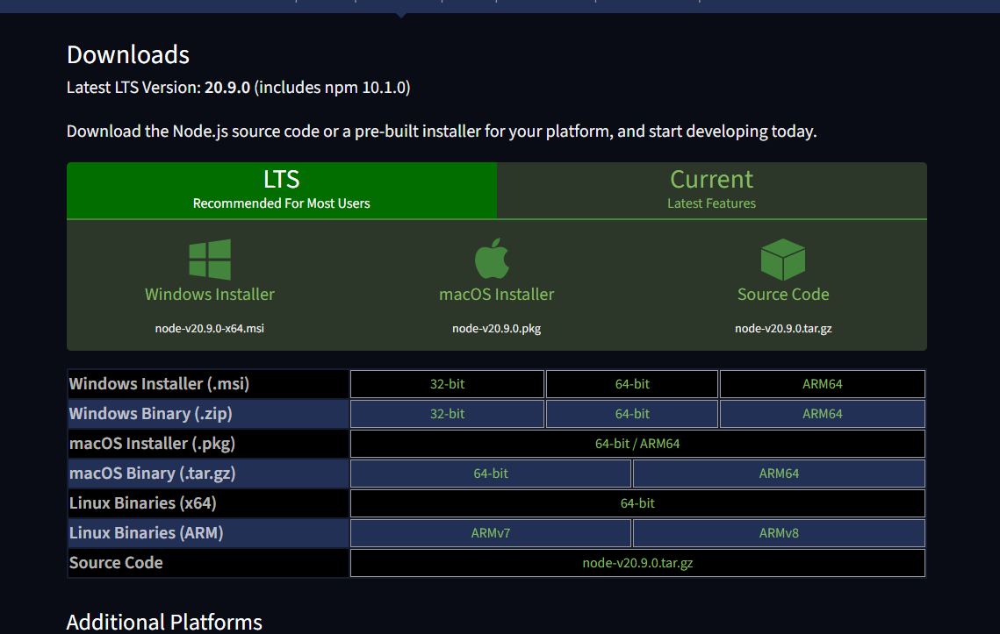 Downloads
Latest LTS Version: 20.9.0 (includes npm 10.1.0)
Download the Node.js source code or a pre-built installer for your platform, and start developing today.
LTS
Recommended For Most Users
Current
Latest Features
Windows Installer
node-v20.9.0-x64.msi
macOS Installer
node-v20.9.0.pkg
Source Code
node-v20.9.0.tar.gz
Windows Installer (.msi) 32-bit 64-bit ARM64
Windows Binary (.zip) 32-bit 64-bit ARM64
macOS Installer (.pkg) 64-bit / ARM64
macOS Binary (.tar.gz) 64-bit ARM64
Linux Binaries (x64) 64-bit
Linux Binaries (ARM) ARMv7 ARMv8
Source Code node-v20.9.0.tar.gz
Additional Platforms